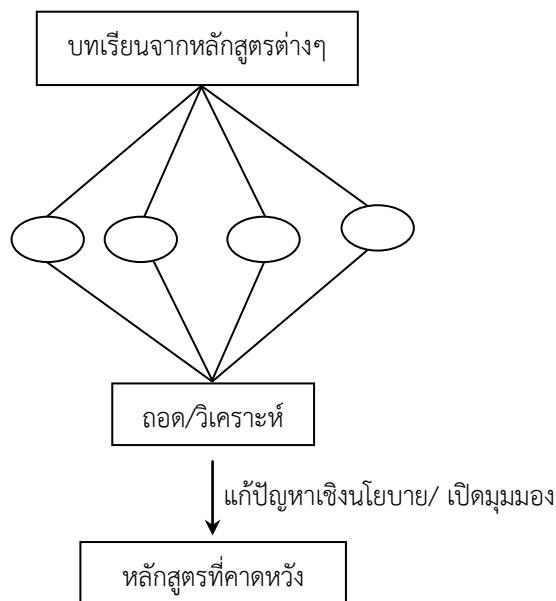 บทเรียนจากหลักสูตรต่างๆ
ถอด/วิเคราะห์
แก้ปัญหาเชิงนโยบาย/ เปิดมุมมอง
หลักสูตรที่คาดหวัง